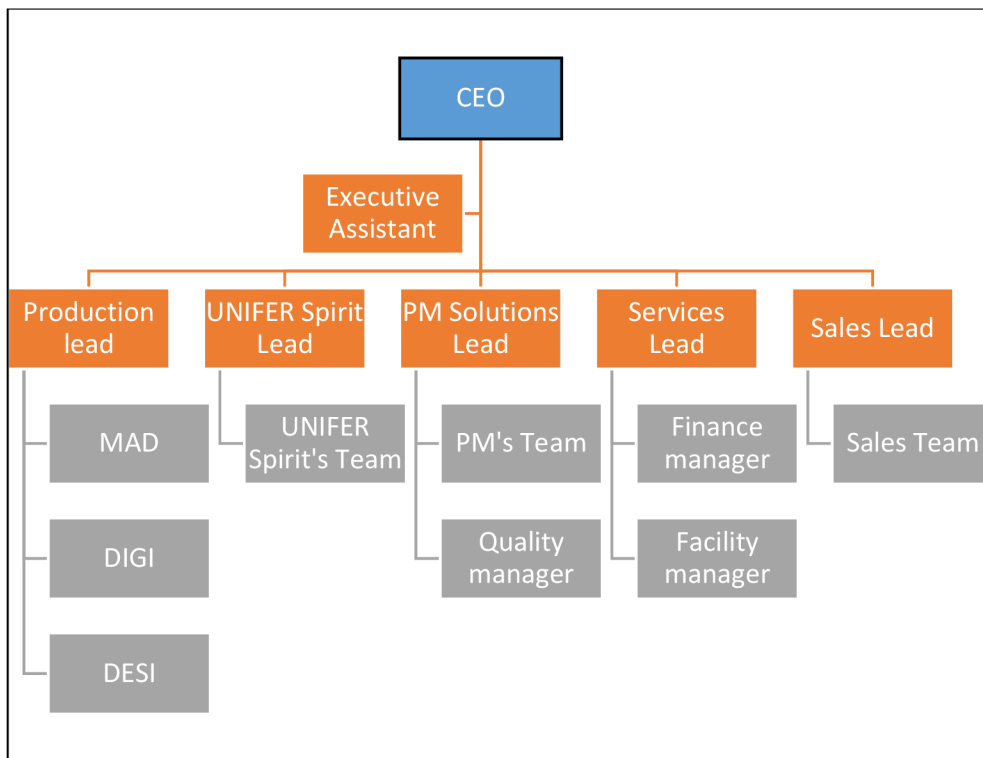 CEO
Executive
Assistant
Production
lead
UNIFER Spirit
Lead
PM Solutions
Lead
Services
Lead
Sales Lead
MAD
UNIFER
Spirit's Team
PM's Team
Finance
manager
Sales Team
DIGI
Quality
manager
Facility
manager
DESI